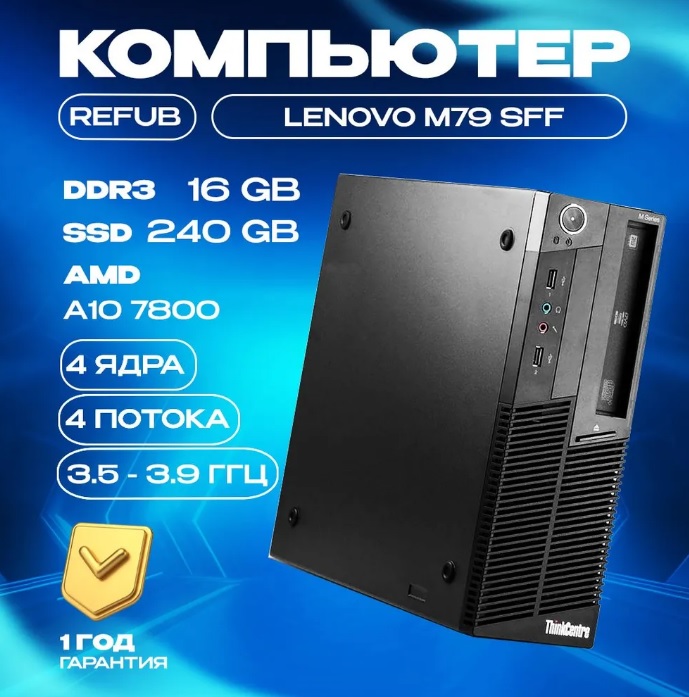 КОМПЬЮТЕР
REFUB
LENOVO M79 SFF
DDR3 16 GB
SSD 240 GB
AMD
A10 7800
4 ЯДРА
4 ПОТОКА
3.5 - 3.9 ГГЦ
1 ГОД
ГАРАНТИЯ
M Series
ThinkCentre